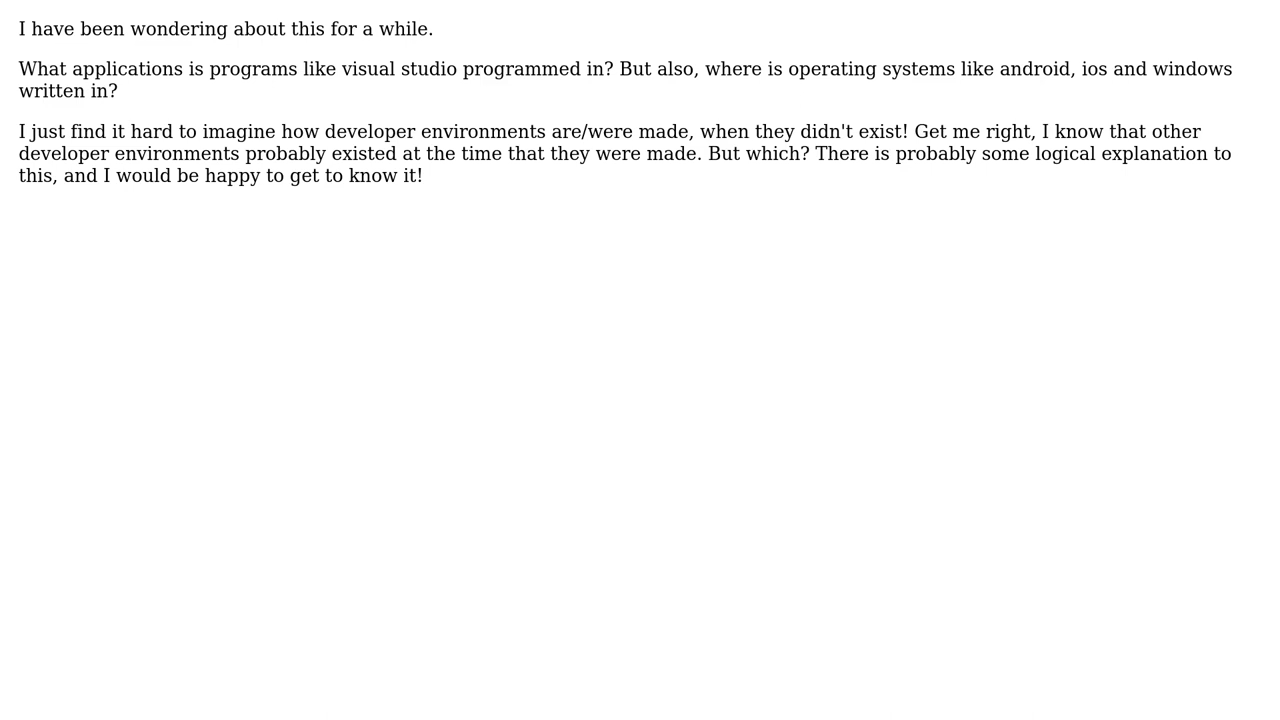 I have been wondering about this for a while.
What applications is programs like visual studio programmed in? But also, where is operating systems like android, ios and windows
written in?
I just find it hard to imagine how developer environments are/were made, when they didn't exist! Get me right, I know that other
developer environments probably existed at the time that they were made. But which? There is probably some logical explanation to
this, and I would be happy to get to know it!